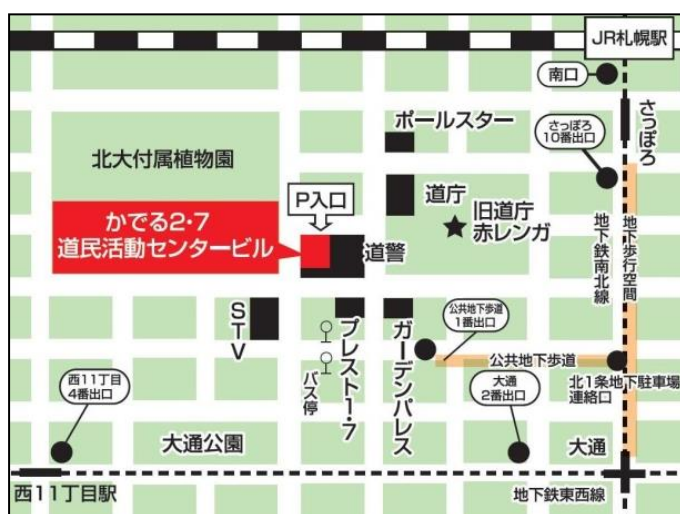 JR札幌駅
南口
さっぽろ
ポールスター
さっぽろ
10番出口
北大付属植物園
P入口
道庁
旧道庁
赤レンガ
かでる2・7
道民活動センタービル
道警
地下鉄南北線
地下歩行空間
STV
プレスト1・7
ガーデンパレス
公共地下歩道
1番出口
公共地下歩道
北1条地下駐車場
連絡口
バス停
西11丁目
4番出口
大通
2番出口
大通公園
大通
西11丁目駅
地下鉄東西線